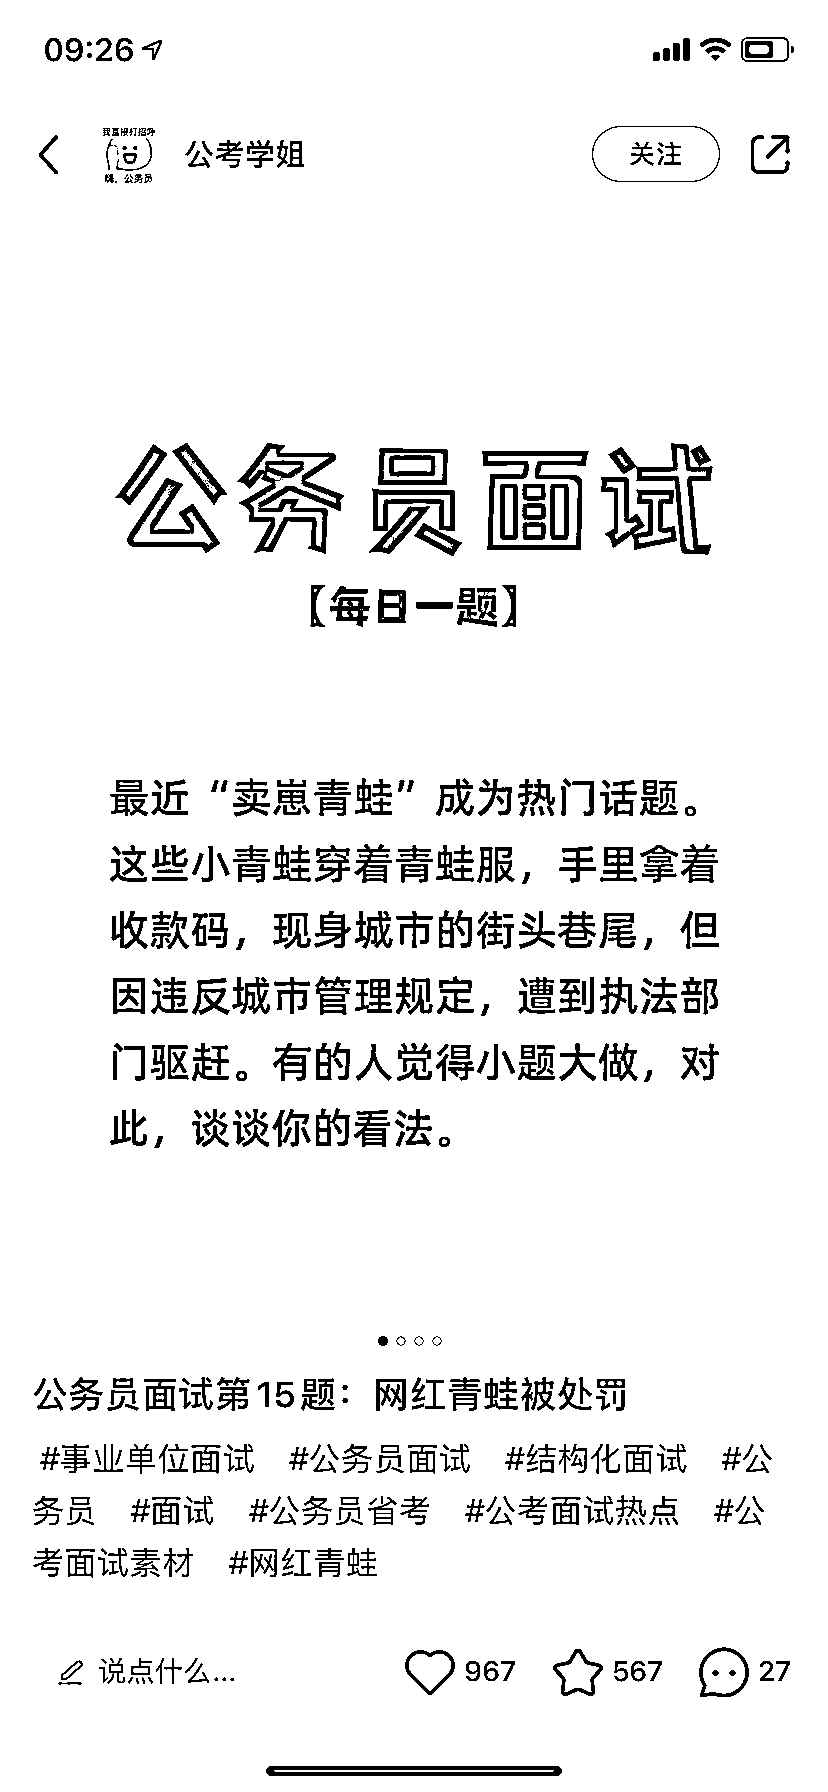 09:26
我直接打招呼
嗨，公务员
公考学姐
关注
公务员面试
【每日一题】
最近“卖崽青蛙”成为热门话题。
这些小青蛙穿着青蛙服，手里拿着
收款码，现身城市的街头巷尾，但
因违反城市管理规定，遭到执法部
门驱赶。有的人觉得小题大做，对
此，谈谈你的看法。
公务员面试第15题：网红青蛙被处罚
#事业单位面试 #公务员面试 #结构化面试 #公
务员 #面试 #公务员省考 #公考面试热点 #公
考面试素材 #网红青蛙
说点什么...
967
567
27